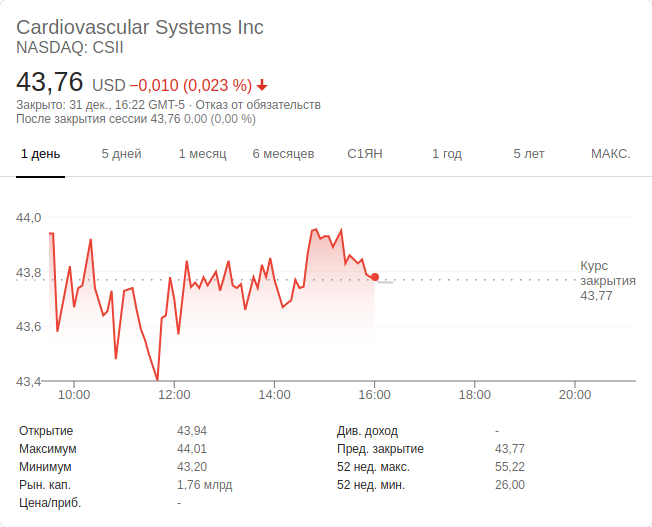 Cardiovascular Systems Inc
NASDAQ: CSII
43,76 USD −0,010 (0,023 %)
Закрыто: 31 дек., 16:22 GMT-5 · Отказ от обязательств
После закрытия сессии 43,76 0,00 (0,00 %)
1 день 5 дней 1 месяц 6 месяцев С1ЯН 1 год 5 лет МАКС.
44,0
43,8
43,6
43,4
Курс
закрытия
43,77
10:00 12:00 14:00 16:00 18:00 20:00
Открытие 43,94 Див. доход -
Максимум 44,01 Пред. закрытие 43,77
Минимум 43,20 52 нед. макс. 55,22
Рын. кап. 1,76 млрд 52 нед. мин. 26,00
Цена/приб. -